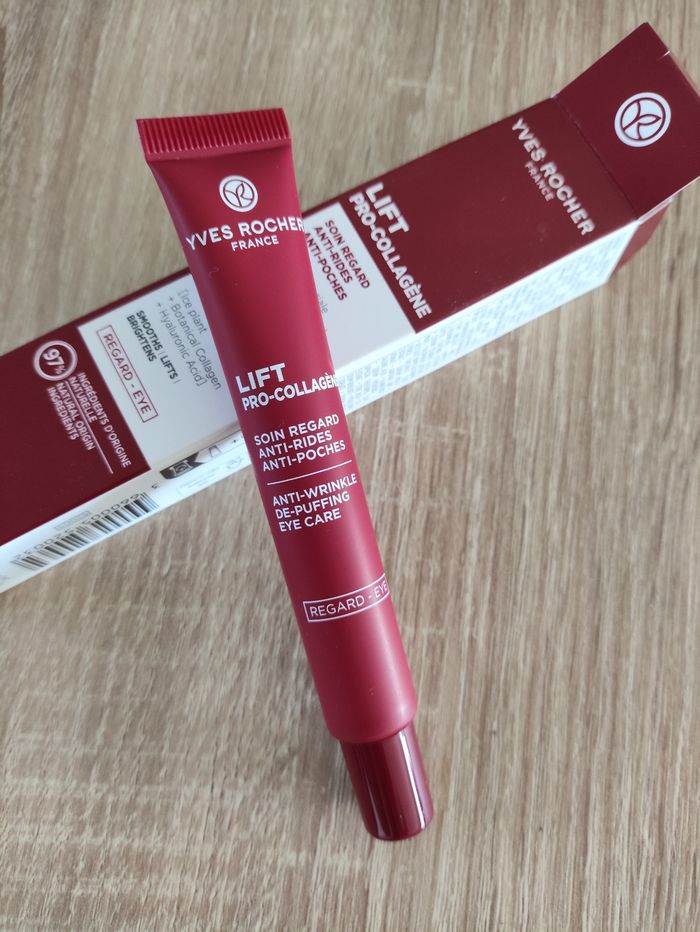 YVES ROCHER
FRANCE
LIFT
PRO-COLLAGÈNE
SOIN REGARD
ANTI-RIDES
ANTI-POCHES
ANTI-WRINKLE
DE-PUFFING
EYE CARE
REGARD - EYE
YVES ROCHER
FRANCE
LIFT
PRO-COLLAGÈNE
SOIN REGARD
ANTI-RIDES
ANTI-POCHES
[Ice plant
+ Botanical Collagen
+ Hyaluronic Acid]
SMOOTHS | LIFTS |
BRIGHTENS
REGARD - EYE
97%
INGRÉDIENTS D'ORIGINE
NATURELLE
NATURAL ORIGIN
INGREDIENTS